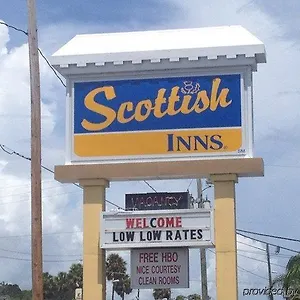 Scottish
INNS
VACANCY
WELCOME
LOW LOW RATES
FREE HBO
NICE COURTESY
CLEAN ROOMS